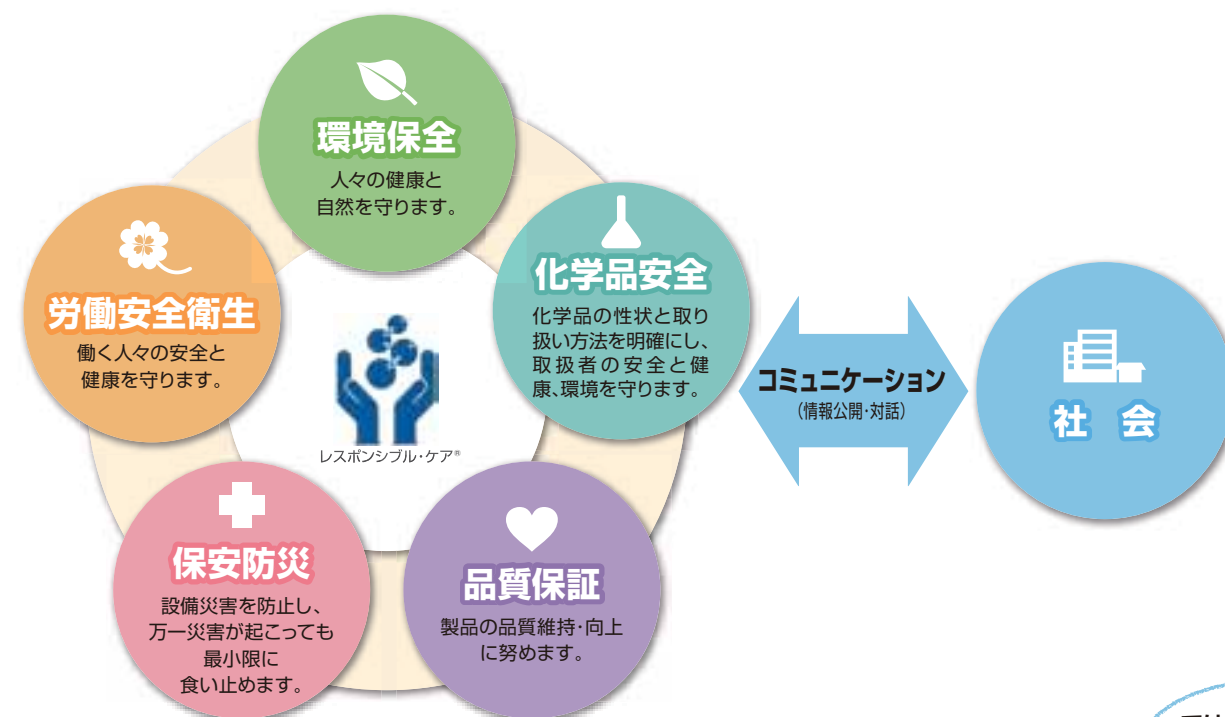 環境保全
人々の健康と
自然を守ります。
化学品安全
化学品の性状と取り
扱い方法を明確にし、
取扱者の安全と健
康、環境を守ります。
労働安全衛生
働く人々の安全と
健康を守ります。
レスポンシブル・ケア®
コミュニケーション
（情報公開・対話）
社 会
保安防災
設備災害を防止し、
万一災害が起こっても
最小限に
食い止めます。
品質保証
製品の品質維持・向上
に努めます。